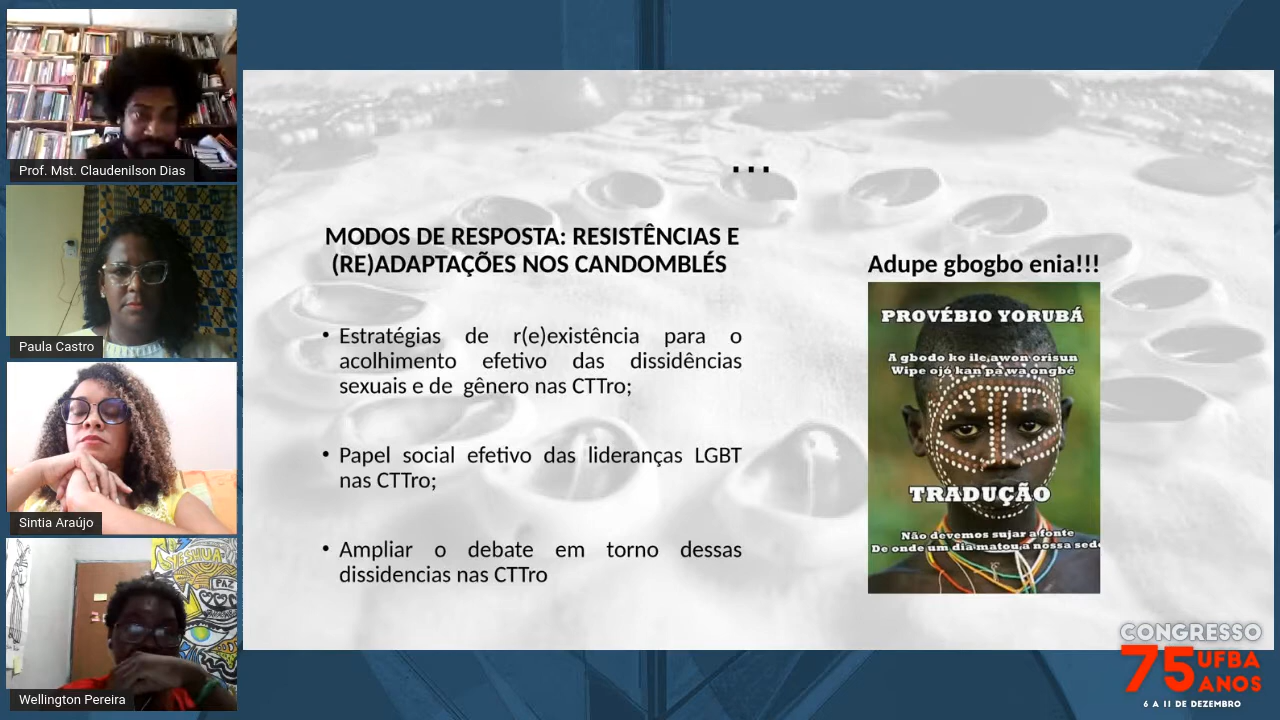 Prof. Mst. Claudenilson Dias
Paula Castro
Sintia Araújo
YESHUA
PAZ
Wellington Pereira
...
MODOS DE RESPOSTA: RESISTÊNCIAS E
(RE)ADAPTAÇÕES NOS CANDOMBLÉS
• Estratégias de r(e)existência para o
acolhimento efetivo das dissidências
sexuais e de gênero nas CTTro;
• Papel social efetivo das lideranças LGBT
nas CTTro;
• Ampliar o debate em torno dessas
dissidencias nas CTTro
Adupe gbogbo enia!!!
PROVÉBIO YORUBÁ
A gbodo ko ile,awon orisun
Wipe ojó kan pa wa ongbé
TRADUÇÃO
Não devemos sujar a fonte
De onde um dia matou a nossa sede
CONGRESSO
75 UFBA
ANOS
6 A 11 DE DEZEMBRO